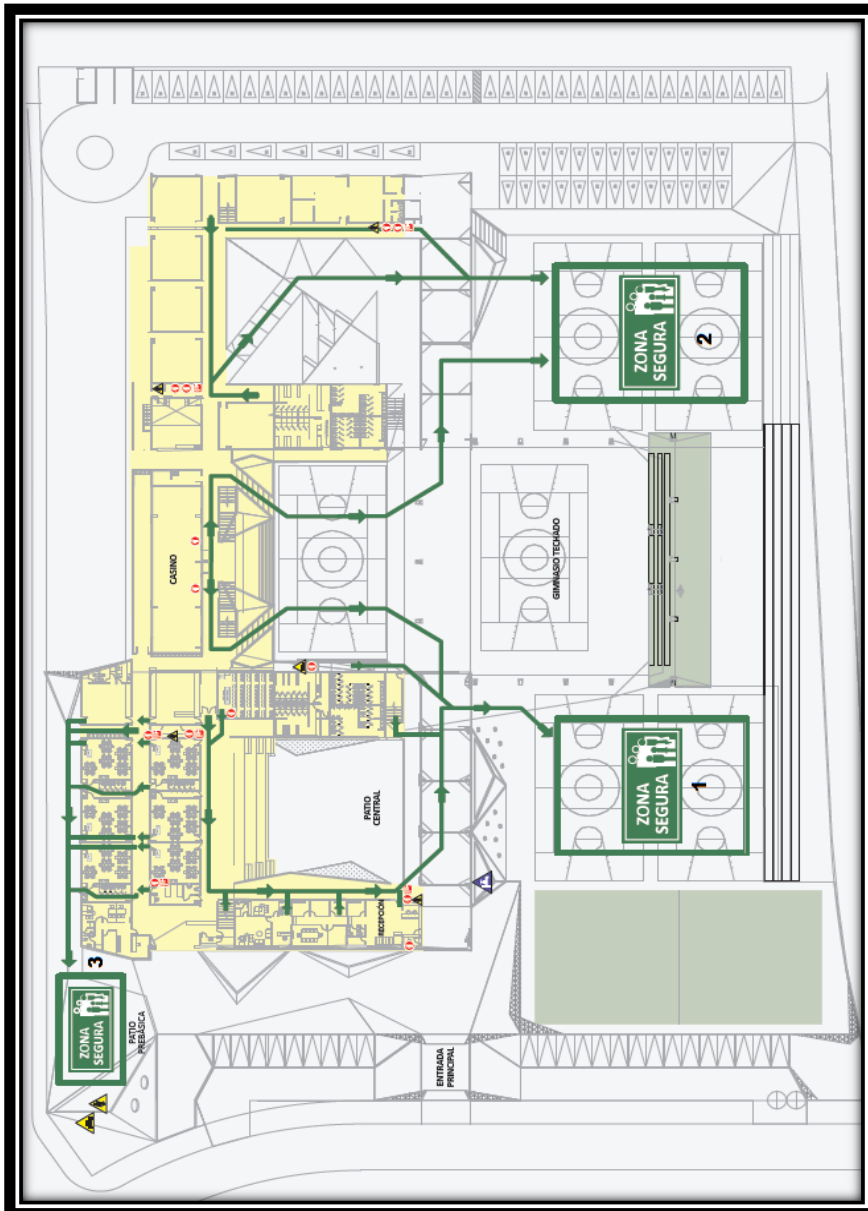 CASINO
GIMNASIO TECHADO
PATIO
CENTRAL
RECEPCIÓN
ENTRADA
PRINCIPAL
PATIO
PREBÁSICA
ZONA
SEGURA
1
ZONA
SEGURA
2
ZONA
SEGURA
3